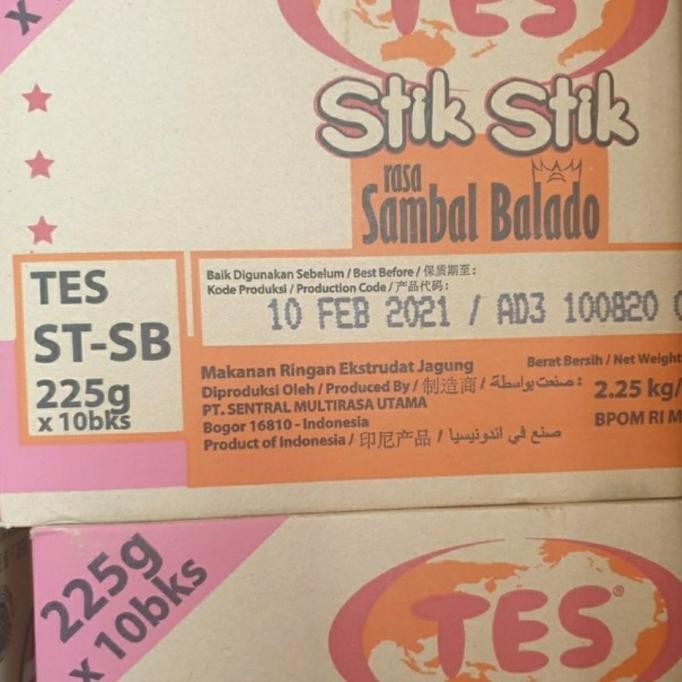 TES
Stik Stik
rasa
Sambal Balado
TES
ST-SB
225g
x 10bks
Baik Digunakan Sebelum / Best Before / 保质期至:
Kode Produksi / Production Code / 产品代码:
10 FEB 2021 / AD3 100820
Makanan Ringan Ekstrudat Jagung
Diproduksi Oleh / Produced By / 制造商 / صنعت بواسطة :
PT. SENTRAL MULTIRASA UTAMA
Bogor 16810 - Indonesia
Product of Indonesia / 印尼产品 / صنع في اندونيسيا
Berat Bersih / Net Weight
2.25 kg/
BPOM RI M
225g
x 10bks
TES®